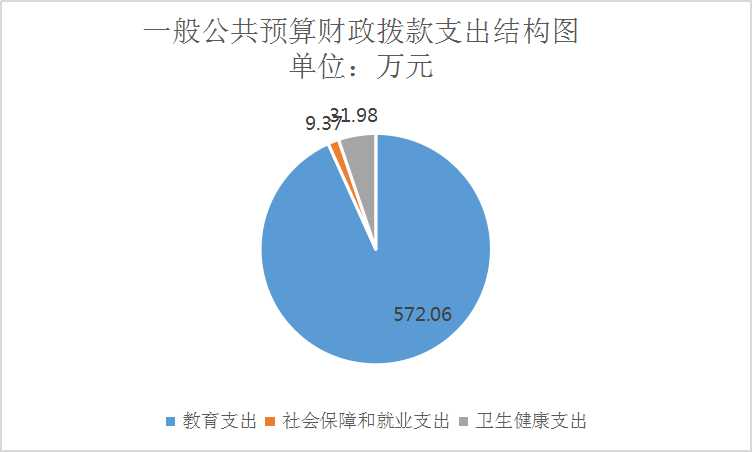 一般公共预算财政拨款支出结构图
单位：万元
31.98
9.37
572.06
教育支出 社会保障和就业支出 卫生健康支出